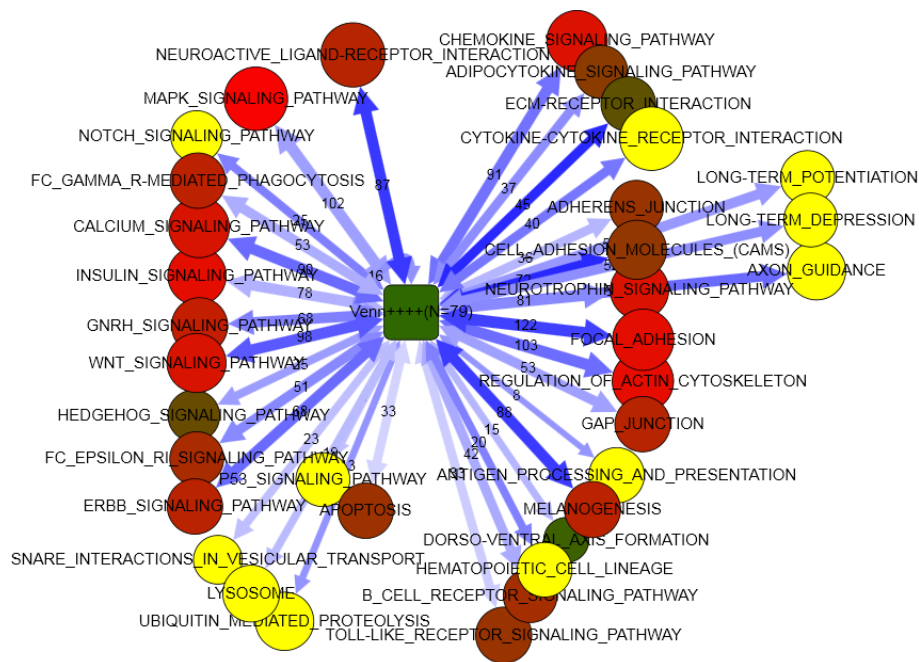 CHEMOKINE_SIGNALING_PATHWAY
NEUROACTIVE_LIGAND-RECEPTOR_INTERACTION
ADIPOCYTOKINE_SIGNALING_PATHWAY
MAPK_SIGNALING_PATHWAY
ECM-RECEPTOR_INTERACTION
NOTCH_SIGNALING_PATHWAY
CYTOKINE-CYTOKINE_RECEPTOR_INTERACTION
FC_GAMMA_R-MEDIATED_PHAGOCYTOSIS
LONG-TERM_POTENTIATION
87
91
37
102
45
ADHERENS_JUNCTION
LONG-TERM_DEPRESSION
CALCIUM_SIGNALING_PATHWAY
40
53
CELL_ADHESION_MOLECULES_(CAMS)
36
AXON_GUIDANCE
INSULIN_SIGNALING_PATHWAY
16
NEUROTROPHIN_SIGNALING_PATHWAY
78
81
Venn++++(N=79)
GNRH_SIGNALING_PATHWAY
68
98
122
FOCAL_ADHESION
103
WNT_SIGNALING_PATHWAY
53
REGULATION_OF_ACTIN_CYTOSKELETON
51
8
HEDGEHOG_SIGNALING_PATHWAY
33
88
GAP_JUNCTION
68
15
23
20
42
FC_EPSILON_RI_SIGNALING_PATHWAY
P53_SIGNALING_PATHWAY
ANTIGEN_PROCESSING_AND_PRESENTATION
ERBB_SIGNALING_PATHWAY
APOPTOSIS
MELANOGENESIS
DORSO-VENTRAL_AXIS_FORMATION
SNARE_INTERACTIONS_IN_VESICULAR_TRANSPORT
HEMATOPOIETIC_CELL_LINEAGE
LYSOSOME
B_CELL_RECEPTOR_SIGNALING_PATHWAY
UBIQUITIN_MEDIATED_PROTEOLYSIS
TOLL-LIKE_RECEPTOR_SIGNALING_PATHWAY